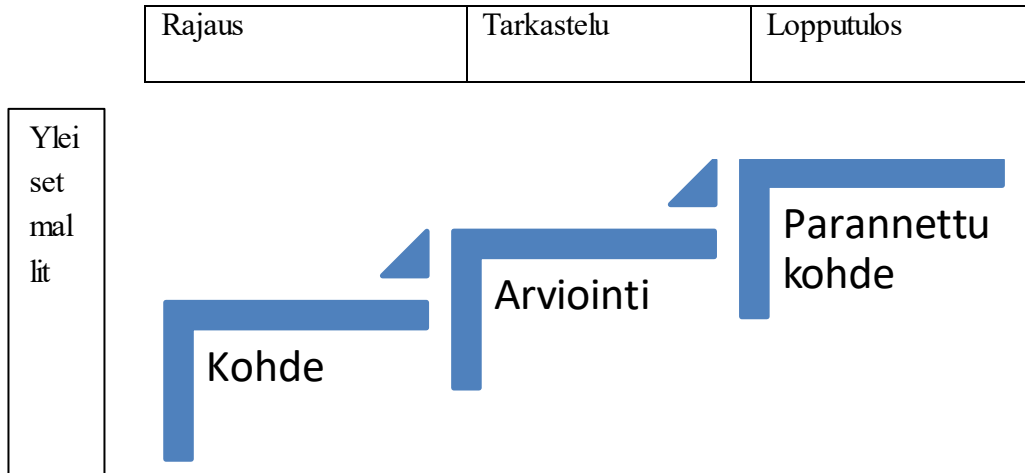 Rajaus
Tarkastelu
Lopputulos
Ylei
set
mal
lit
Kohde
Arviointi
Parannettu
kohde